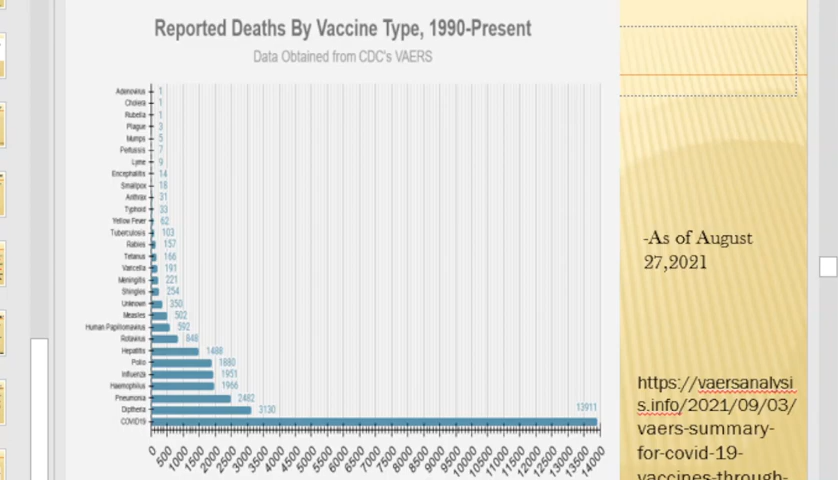 Reported Deaths By Vaccine Type, 1990-Present
Data Obtained from CDC's VAERS
Adenovirus 1
Cholera 1
Rubella 1
Plague 3
Mumps 5
Pertussis 7
Lyme 9
Encephalitis 14
Smallpox 18
Anthrax 31
Typhoid 33
Yellow Fever 62
Tuberculosis 103
Rabies 157
Tetanus 166
Varicella 191
Meningitis 221
Shingles 254
Unknown 350
Measles 502
Human Papillomavirus 592
Rotavirus 848
Hepatitis 1488
Polio 1880
Influenza 1951
Haemophilus 1966
Pneumonia 2482
Diptheria 3130
COVID19 13911
0 500 1000 1500 2000 2500 3000 3500 4000 4500 5000 5500 6000 6500 7000 7500 8000 8500 9000 9500 10000 10500 11000 11500 12000 12500 13000 13500 14000
-As of August
27,2021
https://vaersanalysi
s.info/2021/09/03/
vaers-summary-
for-covid-19-
vaccines-through-